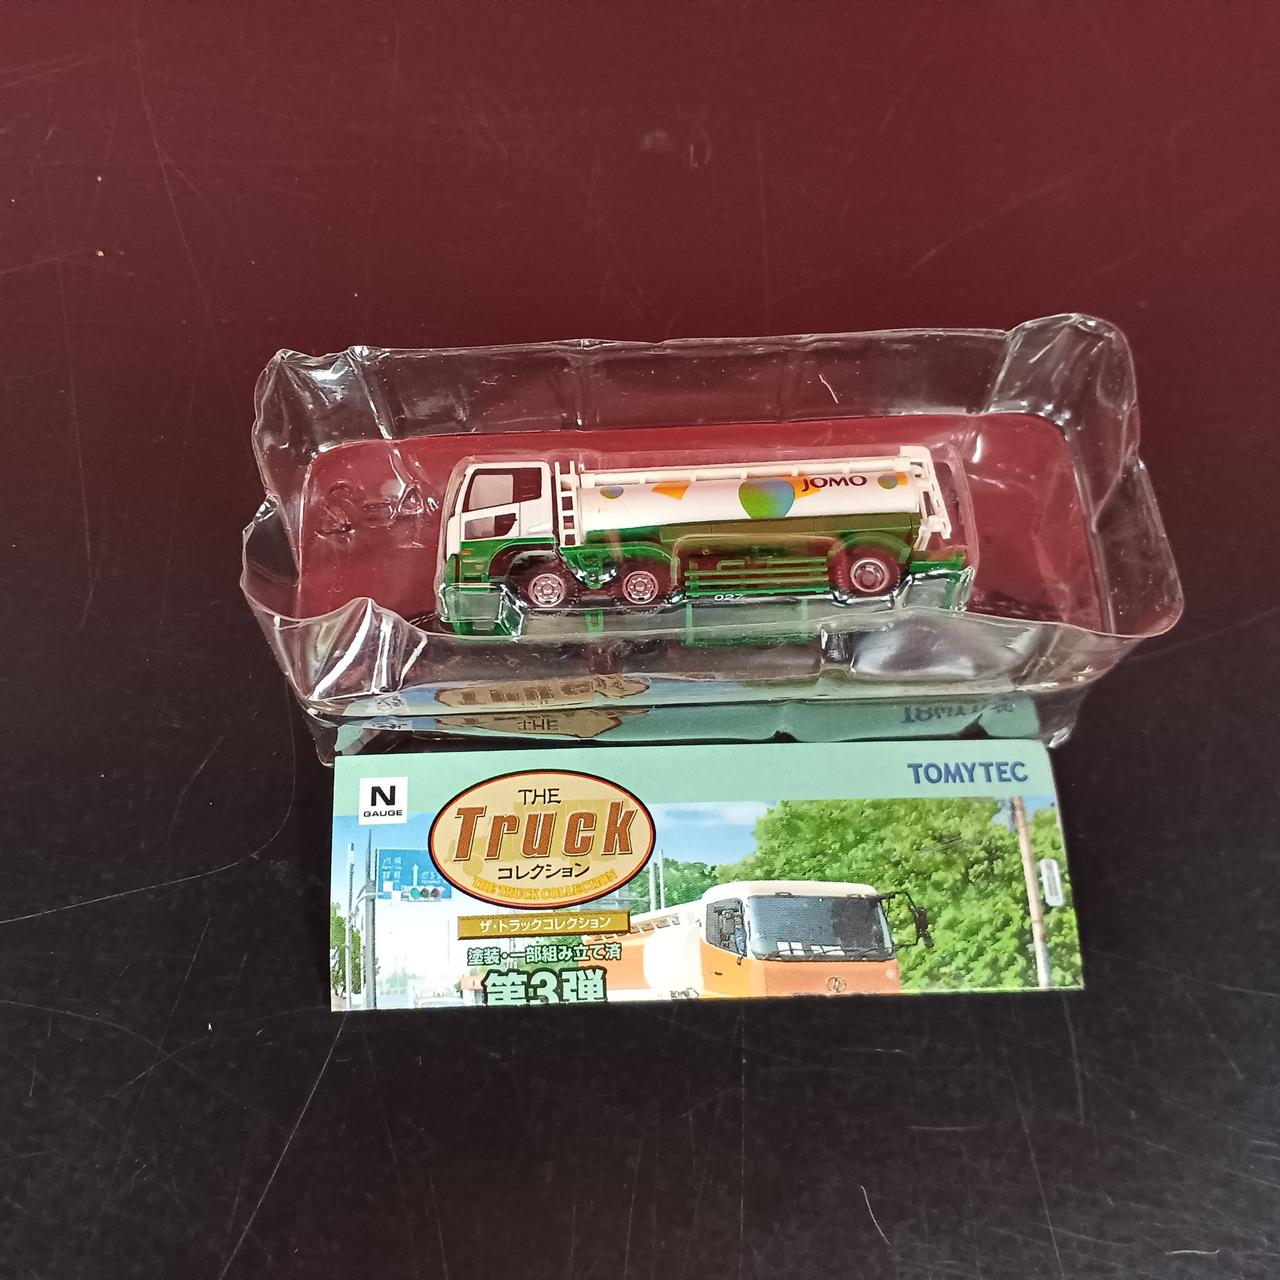 JOMO
027
TOMYTEC
N
GAUGE
THE
Truck
コレクション
THE TRUCK COLLECTION
ザ・トラックコレクション
塗装・一部組み立て済
第3弾